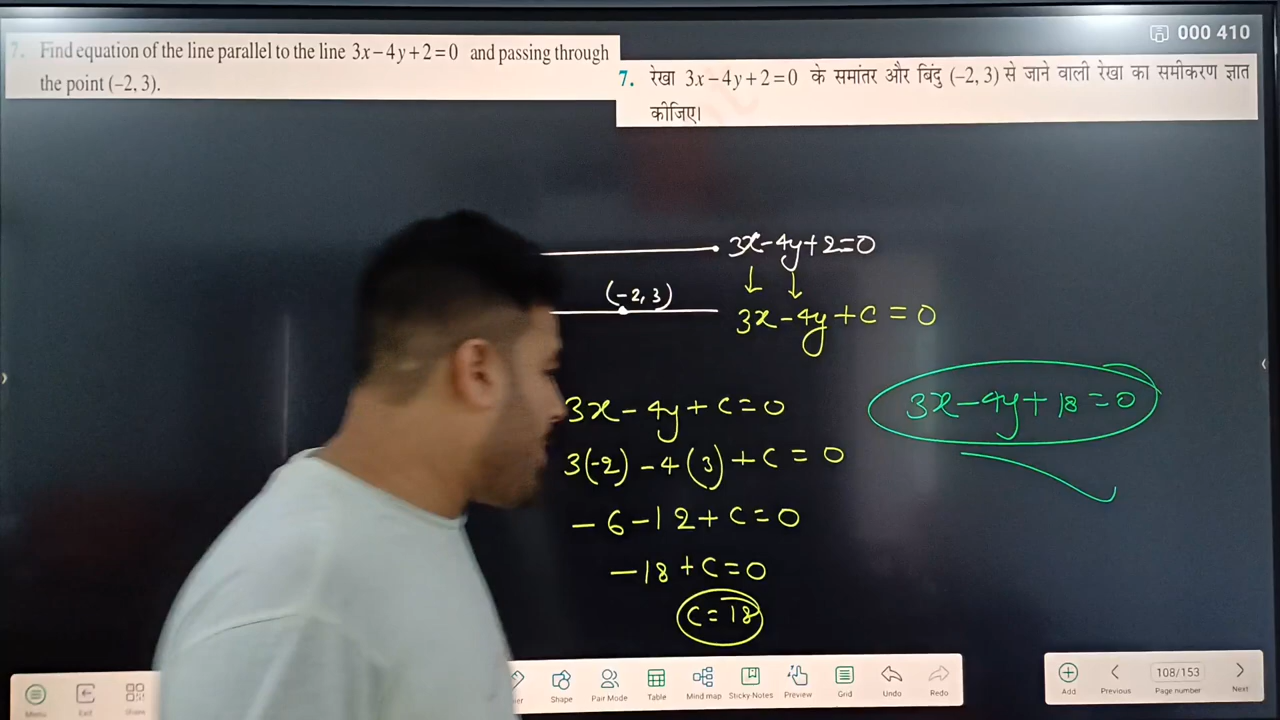 7. Find equation of the line parallel to the line 3x−4y+2=0 and passing through
the point (−2, 3).
000 410
7. रेखा 3x−4y+2=0 के समांतर और बिंदु (−2, 3) से जाने वाली रेखा का समीकरण ज्ञात
कीजिए।
3x-4y+2=0
(-2, 3)
3x-4y+c=0
3x-4y+c=0
3x-4y+18=0
3(-2)-4(3)+c=0
-6-12+c=0
-18+c=0
c=18
Menu Exit Share Shape Pair Mode Table Mind map Sticky Notes Preview Grid Undo Redo
Add Previous 108/153 Page number Next